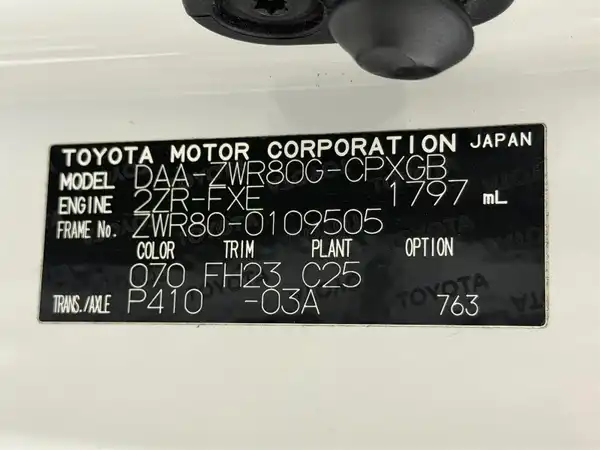 TOYOTA MOTOR CORPORATION JAPAN
MODEL DAA-ZWR80G-CPXGB
ENGINE 2ZR-FXE 1797 mL
FRAME No. ZWR80-0109505
COLOR TRIM PLANT OPTION
070 FH23 C25
TRANS./AXLE P410 -03A 763